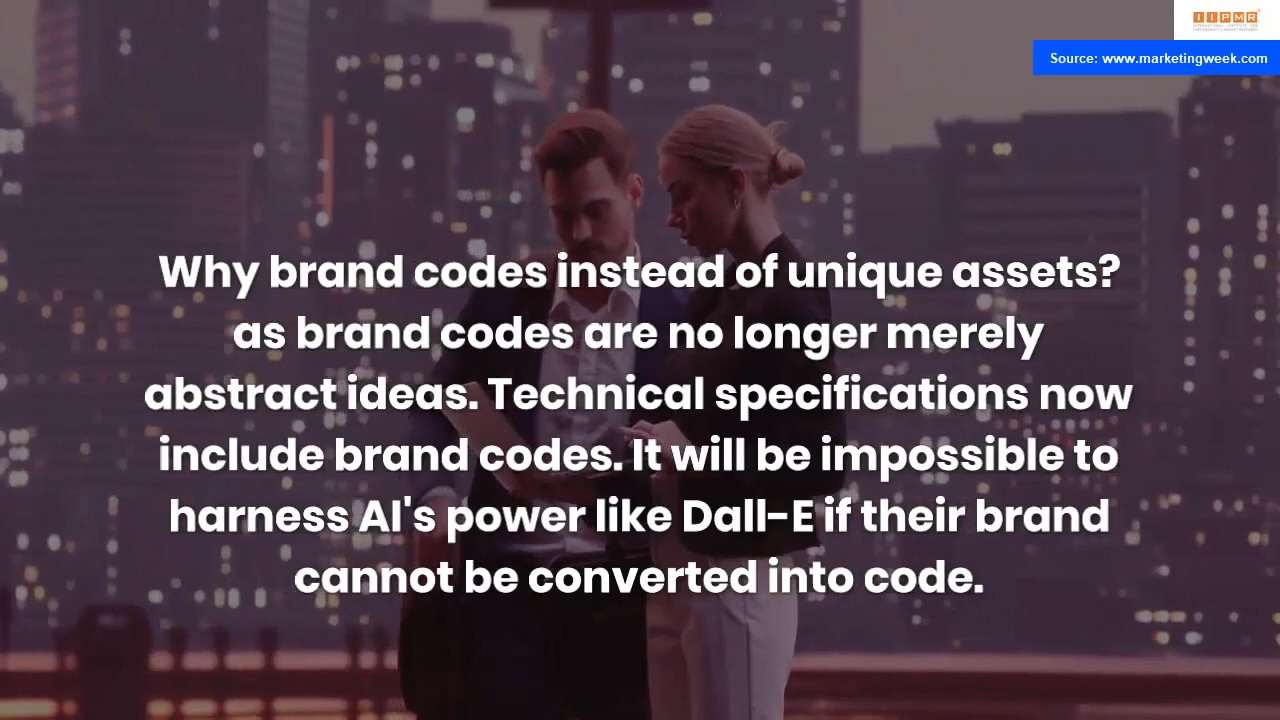 IIPMR
Source: www.marketingweek.com
Why brand codes instead of unique assets?
as brand codes are no longer merely
abstract ideas. Technical specifications now
include brand codes. It will be impossible to
harness AI's power like Dall-E if their brand
cannot be converted into code.